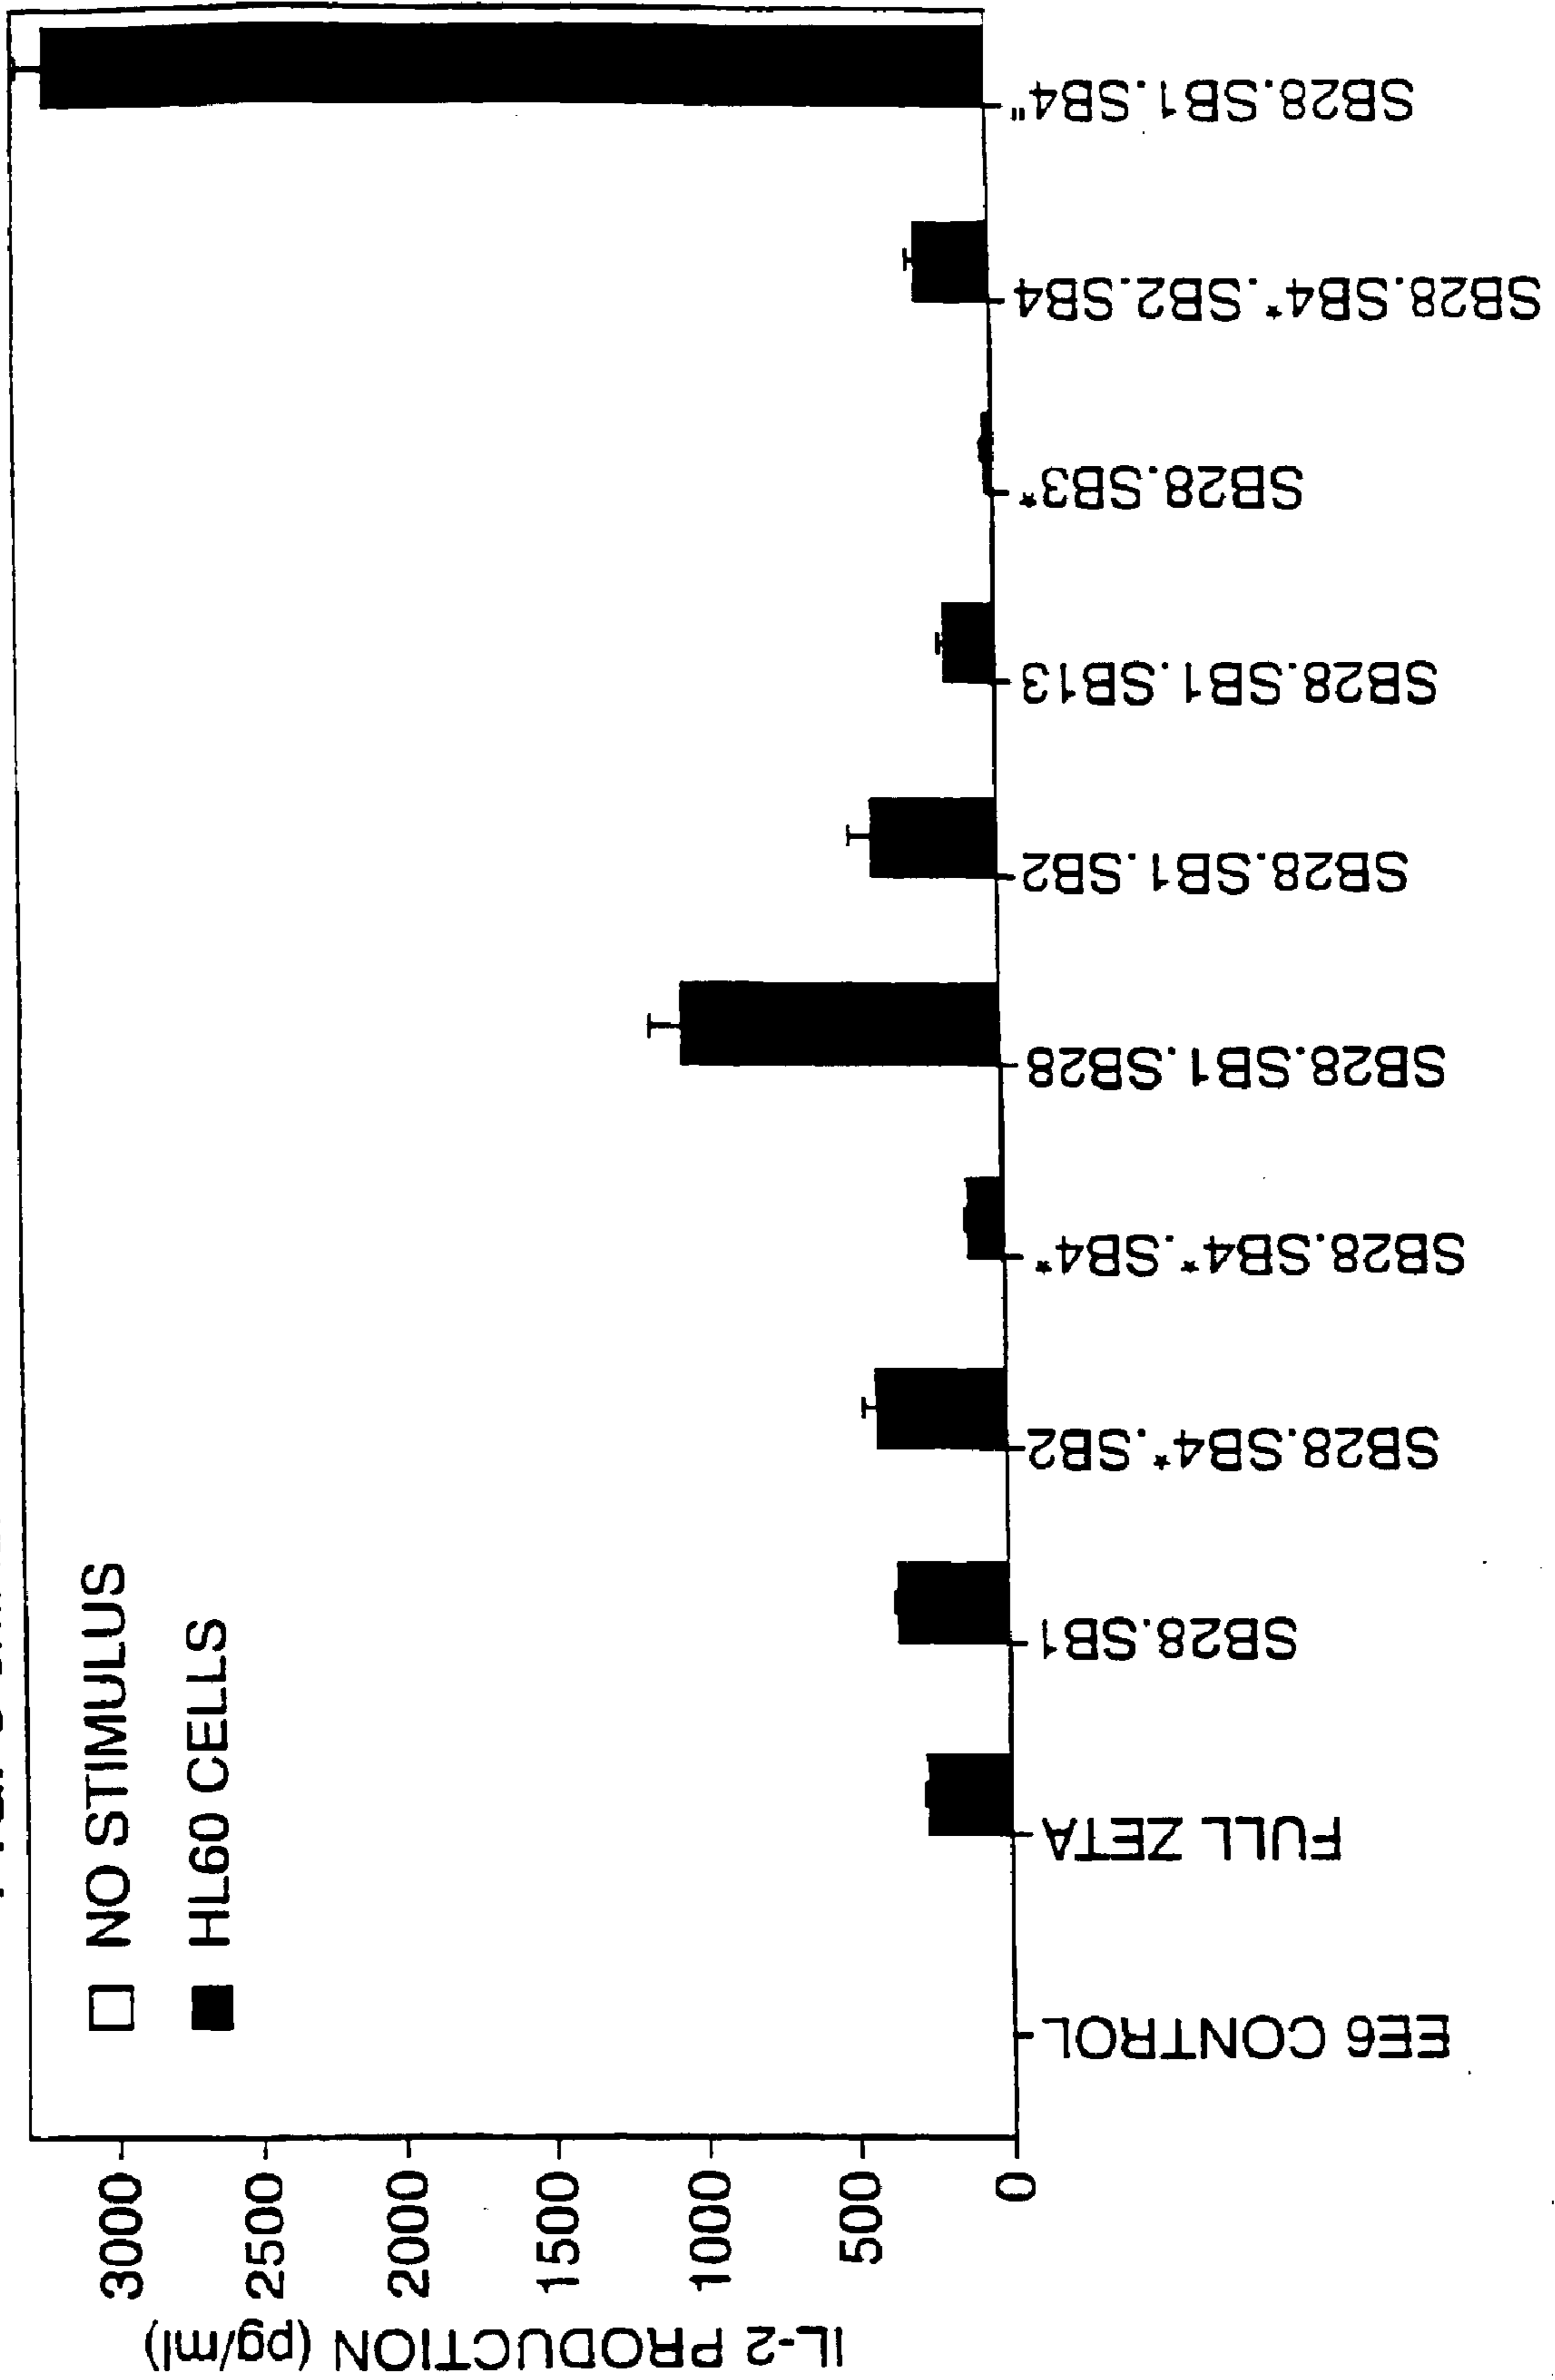 IL-2 PRODUCTION (pg/ml)
3000
2500
2000
1500
1000
500
0
NO STIMULUS
HL60 CELLS
EE6 CONTROL
FULL ZETA
SB28.SB1
SB28.SB4*.SB2
SB28.SB4*.SB4*
SB28.SB1.SB28
SB28.SB1.SB2
SB28.SB1.SB13
SB28.SB3*
SB28.SB4*.SB2.SB4
SB28.SB1.SB4"